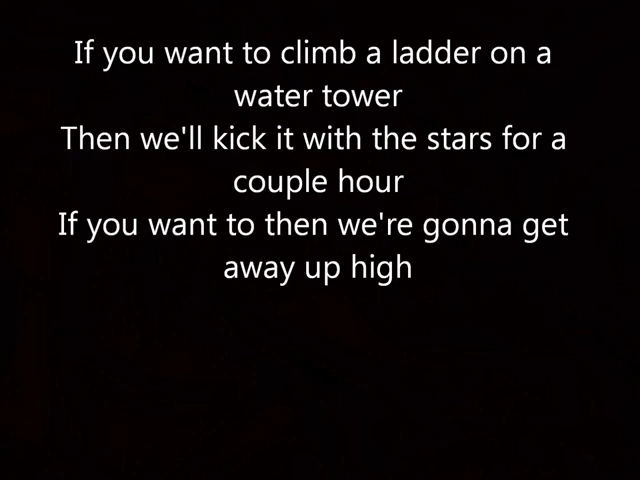 If you want to climb a ladder on a
water tower
Then we'll kick it with the stars for a
couple hour
If you want to then we're gonna get
away up high